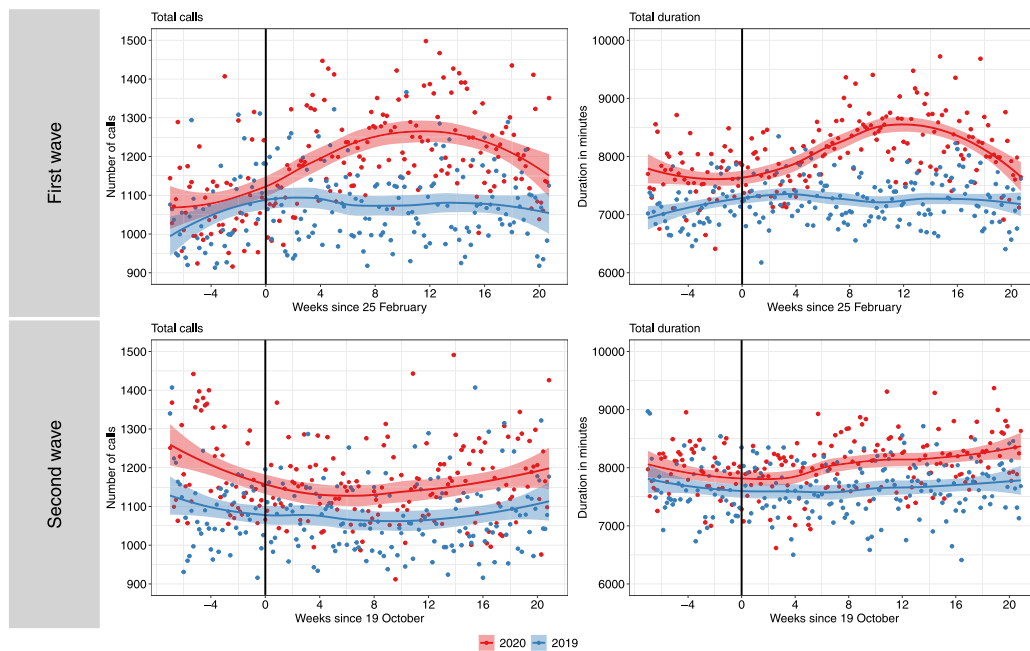 First wave
Total calls
Number of calls
1500
1400
1300
1200
1100
1000
900
−4 0 4 8 12 16 20
Weeks since 25 February
Total duration
Duration in minutes
10000
9000
8000
7000
6000
−4 0 4 8 12 16 20
Weeks since 25 February
Second wave
Total calls
Number of calls
1500
1400
1300
1200
1100
1000
900
−4 0 4 8 12 16 20
Weeks since 19 October
Total duration
Duration in minutes
10000
9000
8000
7000
6000
−4 0 4 8 12 16 20
Weeks since 19 October
2020 2019